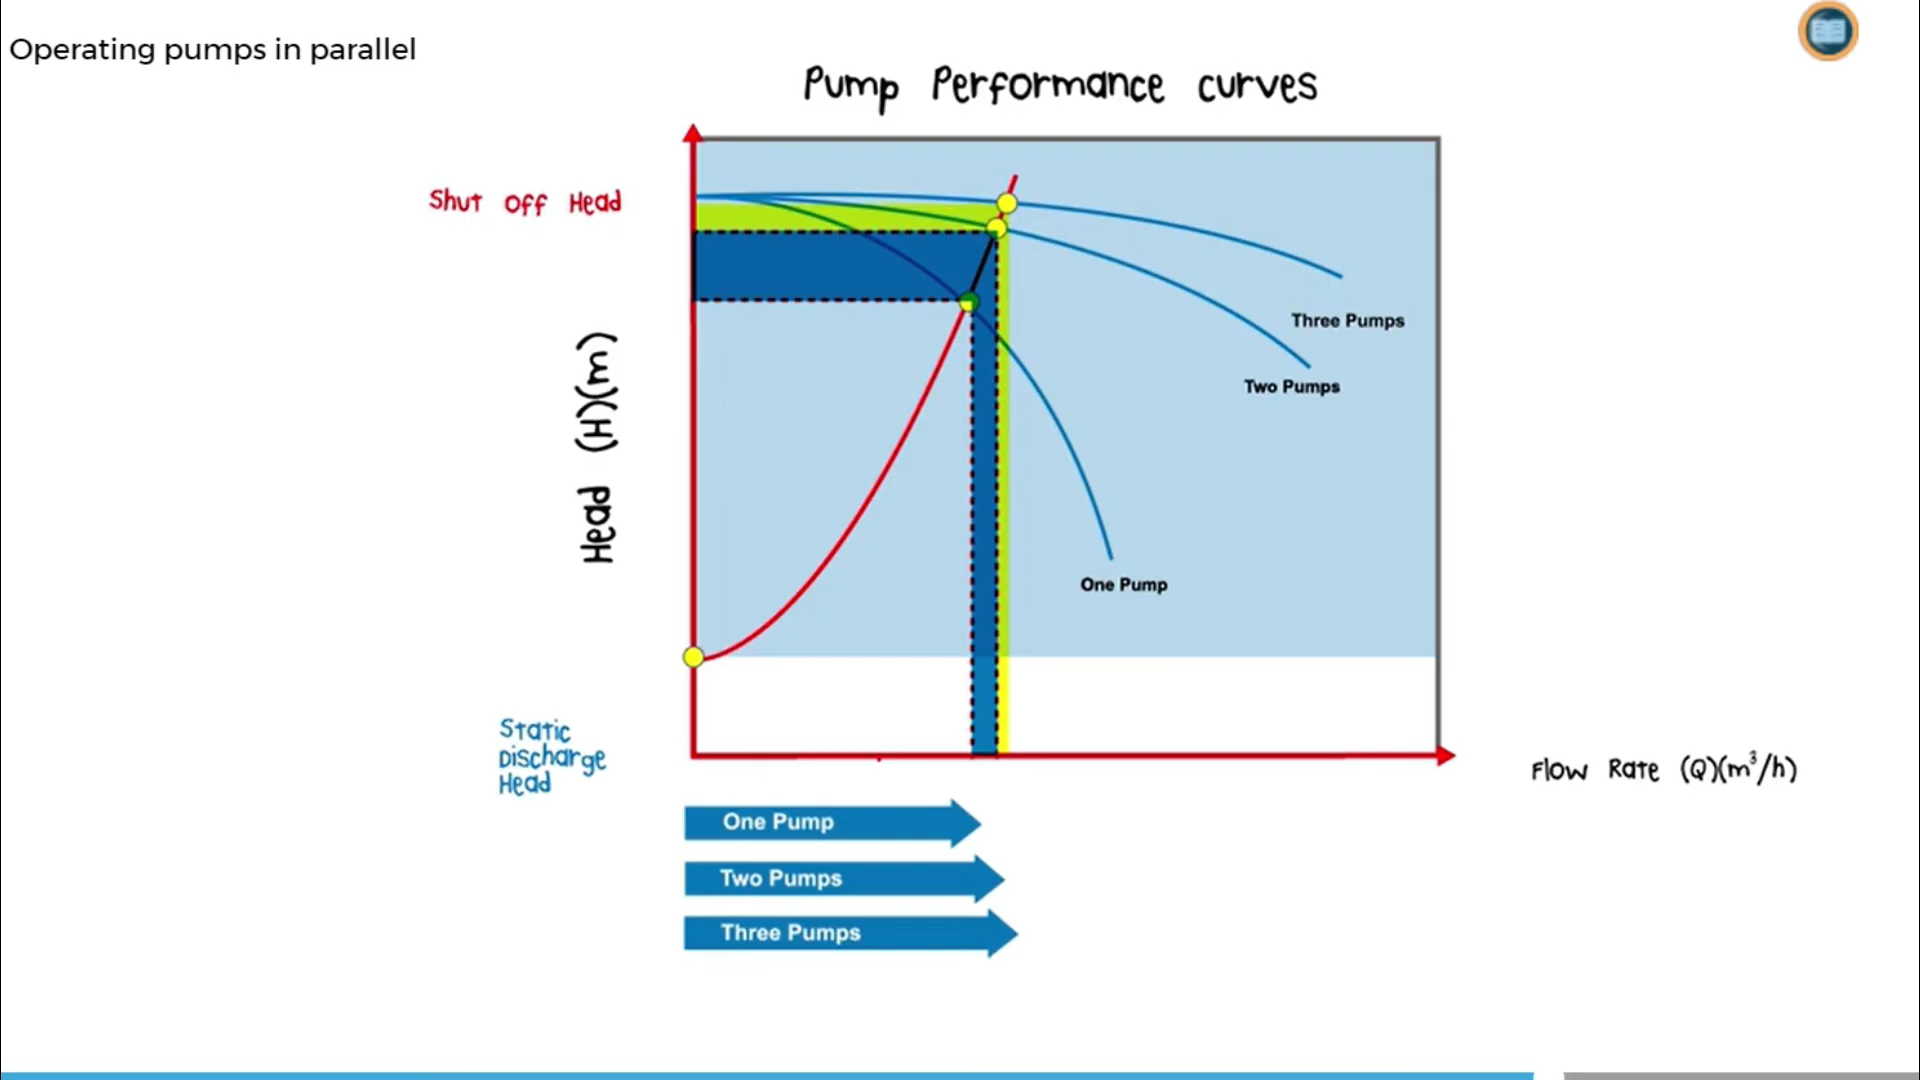 Operating pumps in parallel
Pump Performance curves
Shut Off Head
Head (H)(m)
Three Pumps
Two Pumps
One Pump
Static
Discharge
Head
Flow Rate (Q)(m³/h)
One Pump
Two Pumps
Three Pumps